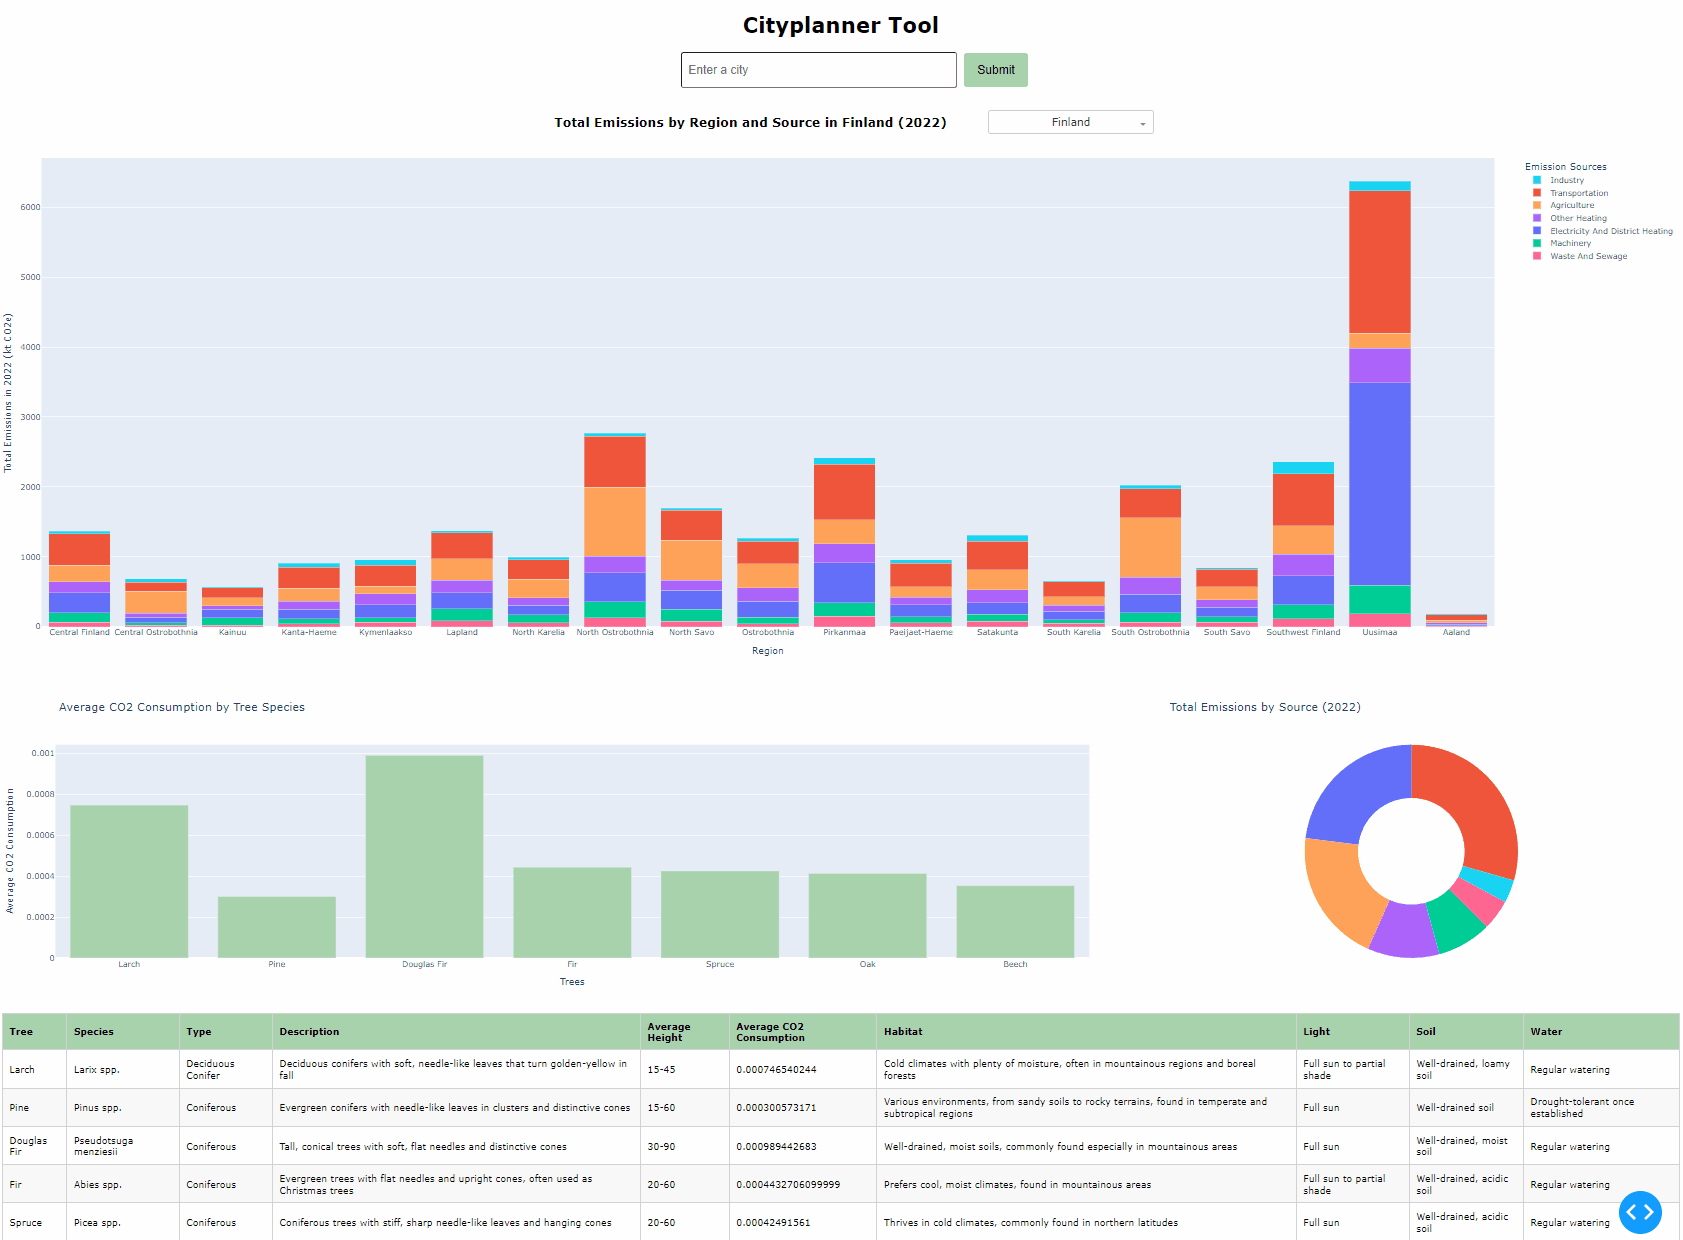 Cityplanner Tool
Enter a city
Submit
Total Emissions by Region and Source in Finland (2022)
Finland
Total Emissions in 2022 (kt CO2e)
6000
5000
4000
3000
2000
1000
0
Central Finland
Central Ostrobothnia
Kainuu
Kanta-Haeme
Kymenlaakso
Lapland
North Karelia
North Ostrobothnia
North Savo
Ostrobothnia
Pirkanmaa
Paeijaet-Haeme
Satakunta
South Karelia
South Ostrobothnia
South Savo
Southwest Finland
Uusimaa
Aaland
Region
Emission Sources
Industry
Transportation
Agriculture
Other Heating
Electricity And District Heating
Machinery
Waste And Sewage
Average CO2 Consumption by Tree Species
Average CO2 Consumption
0.001
0.0008
0.0006
0.0004
0.0002
0
Larch
Pine
Douglas Fir
Fir
Spruce
Oak
Beech
Trees
Total Emissions by Source (2022)
Tree
Species
Type
Description
Average
Height
Average CO2
Consumption
Habitat
Light
Soil
Water
Larch
Larix spp.
Deciduous
Conifer
Deciduous conifers with soft, needle-like leaves that turn golden-yellow in
fall
15-45
0.000746540244
Cold climates with plenty of moisture, often in mountainous regions and boreal
forests
Full sun to partial
shade
Well-drained, loamy
soil
Regular watering
Pine
Pinus spp.
Coniferous
Evergreen conifers with needle-like leaves in clusters and distinctive cones
15-60
0.000300573171
Various environments, from sandy soils to rocky terrains, found in temperate and
subtropical regions
Full sun
Well-drained soil
Drought-tolerant once
established
Douglas
Fir
Pseudotsuga
menziesii
Coniferous
Tall, conical trees with soft, flat needles and distinctive cones
30-90
0.000989442683
Well-drained, moist soils, commonly found especially in mountainous areas
Full sun
Well-drained, moist
soil
Regular watering
Fir
Abies spp.
Coniferous
Evergreen trees with flat needles and upright cones, often used as
Christmas trees
20-60
0.0004432706099999
Prefers cool, moist climates, found in mountainous areas
Full sun to partial
shade
Well-drained, acidic
soil
Regular watering
Spruce
Picea spp.
Coniferous
Coniferous trees with stiff, sharp needle-like leaves and hanging cones
20-60
0.00042491561
Thrives in cold climates, commonly found in northern latitudes
Full sun
Well-drained, acidic
soil
Regular watering